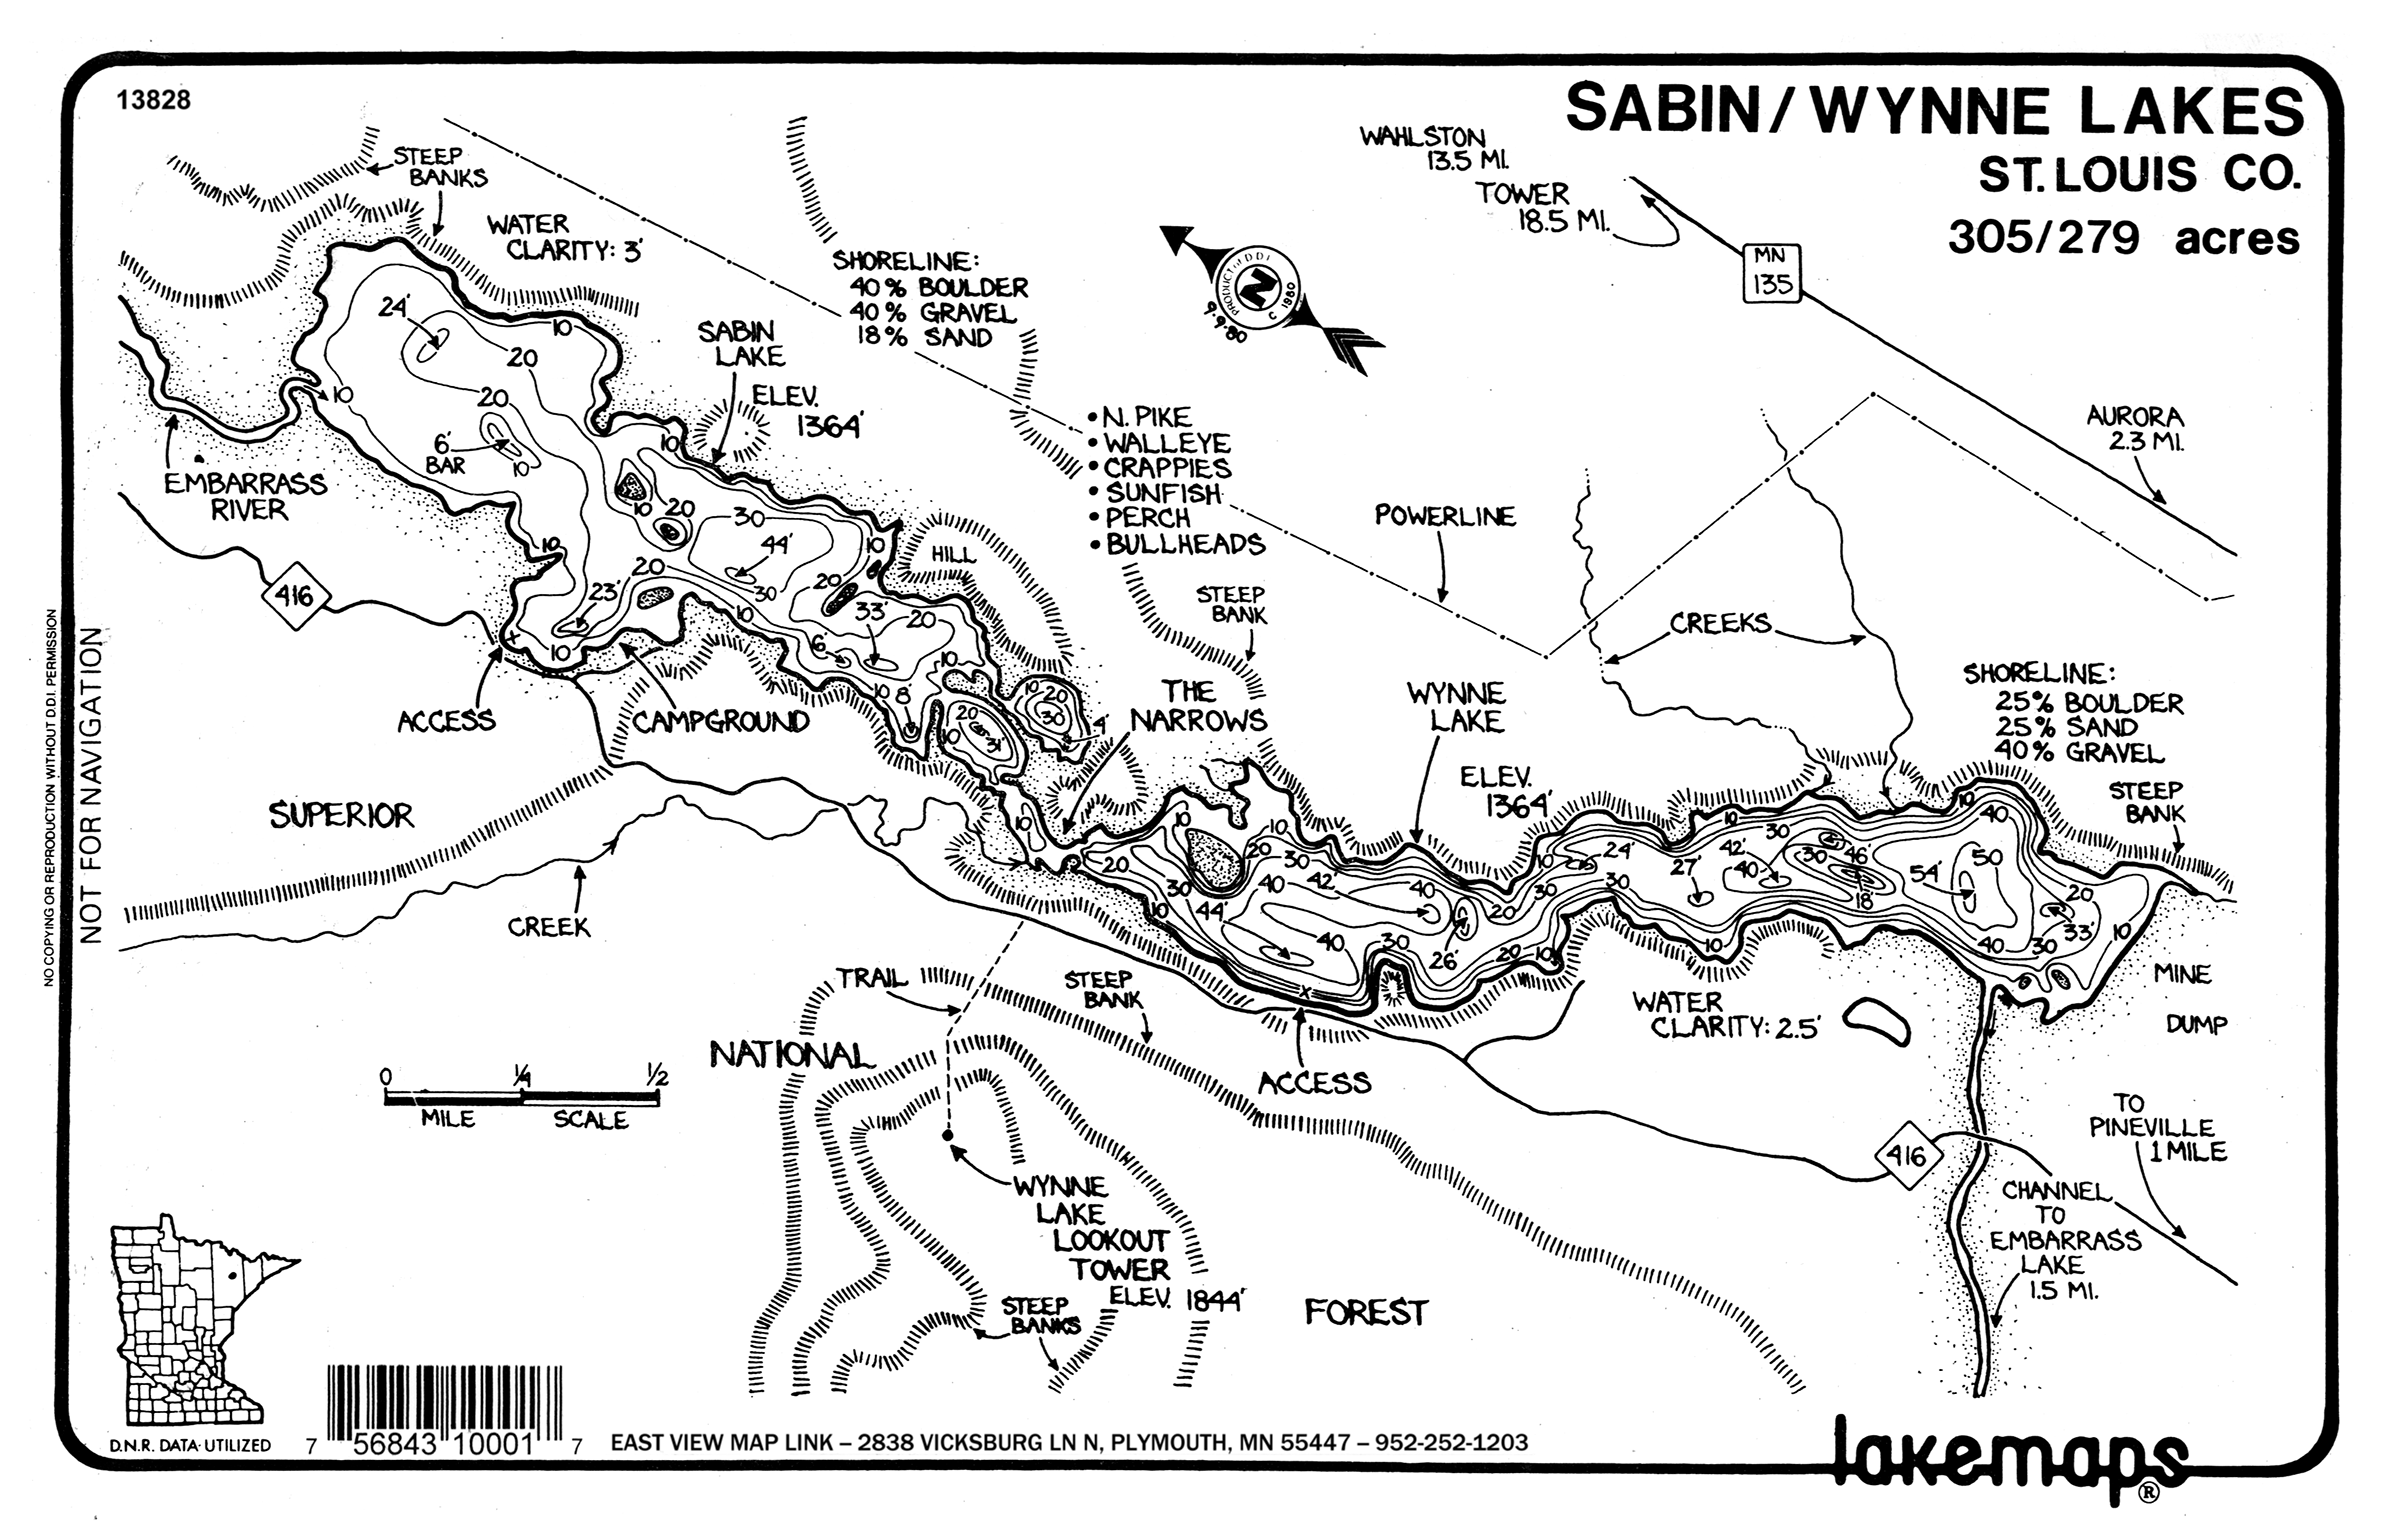 13828
SABIN/WYNNE LAKES
ST. LOUIS CO.
305/279 acres
WAHLSTON
13.5 MI.
TOWER
18.5 MI.
MN
135
AURORA
2.3 MI.
STEEP
BANKS
WATER
CLARITY: 3'
SHORELINE:
40% BOULDER
40% GRAVEL
18% SAND
PRODUCT of D.D.I.
N
C 1980
9-9-80
SABIN
LAKE
ELEV.
1364'
• N. PIKE
• WALLEYE
• CRAPPIES
• SUNFISH
• PERCH
• BULLHEADS
24'
10
20
10
20
6'
BAR
10
10
10
20
30
44'
10
EMBARRASS
RIVER
HILL
POWERLINE
STEEP
BANK
CREEKS
416
10
20
23'
20
30
33'
20
10
6'
10
10
10
8'
20
10
31'
10
20
30
4'
ACCESS
CAMPGROUND
THE
NARROWS
WYNNE
LAKE
ELEV.
1364'
SHORELINE:
25% BOULDER
25% SAND
40% GRAVEL
STEEP
BANK
SUPERIOR
CREEK
10
20
10
10
20
30
30
40
42'
40
10
44'
40
30
26'
20
20
10
30
10
24'
30
27'
10
42'
30
40
30
46'
18'
10
10
40
50
54'
20
33'
40
30
10
MINE
DUMP
TRAIL
STEEP
BANK
NATIONAL
ACCESS
WATER
CLARITY: 2.5'
0 1/4 1/2
MILE SCALE
WYNNE
LAKE
LOOKOUT
TOWER
ELEV. 1844'
STEEP
BANKS
FOREST
416
TO
PINEVILLE
1 MILE
CHANNEL
TO
EMBARRASS
LAKE
1.5 MI.
NO COPYING OR REPRODUCTION WITHOUT D.D.I. PERMISSION
NOT FOR NAVIGATION
D.N.R. DATA UTILIZED
7 56843 10001 7
EAST VIEW MAP LINK – 2838 VICKSBURG LN N, PLYMOUTH, MN 55447 – 952-252-1203
lakemaps®